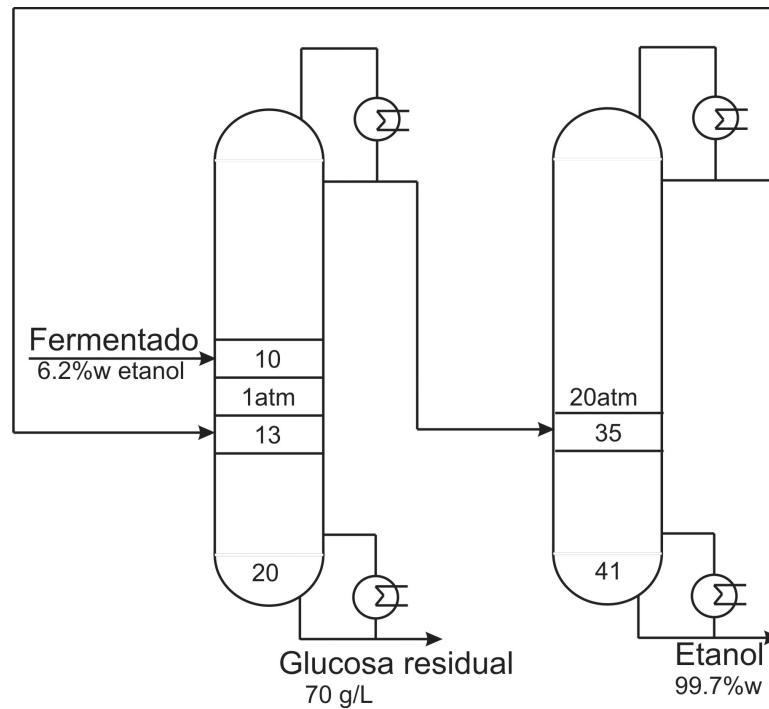 Fermentado
6.2%w etanol
10
1atm
13
20
Glucosa residual
70 g/L
20atm
35
41
Etanol
99.7%w